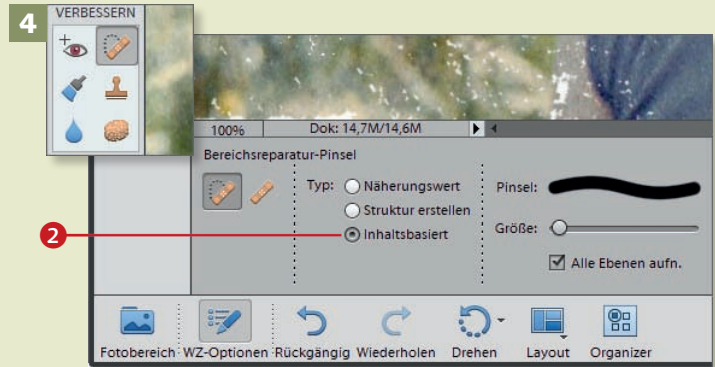 4
VERBESSERN
100% Dok: 14,7M/14,6M
Bereichsreparatur-Pinsel
Typ: Näherungswert
Struktur erstellen
Inhaltsbasiert
Pinsel:
Größe:
Alle Ebenen aufn.
2
Fotobereich WZ-Optionen Rückgängig Wiederholen Drehen Layout Organizer